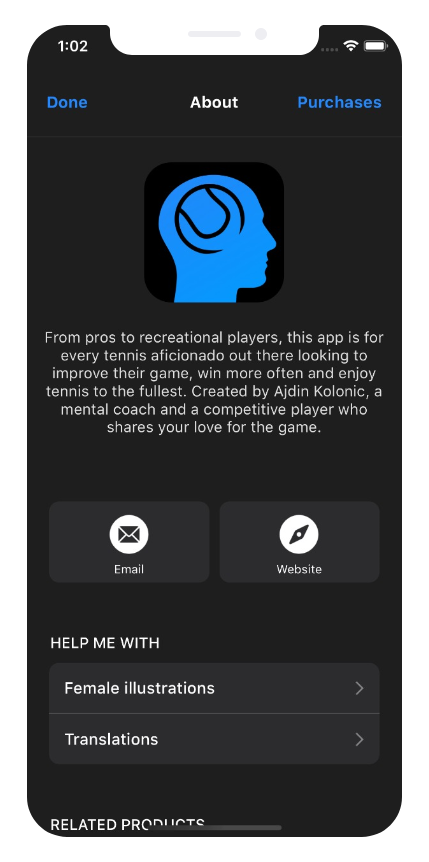 1:02
Done
About
Purchases
From pros to recreational players, this app is for
every tennis aficionado out there looking to
improve their game, win more often and enjoy
tennis to the fullest. Created by Ajdin Kolonic, a
mental coach and a competitive player who
shares your love for the game.
Email
Website
HELP ME WITH
Female illustrations
Translations
RELATED PRODUCTS